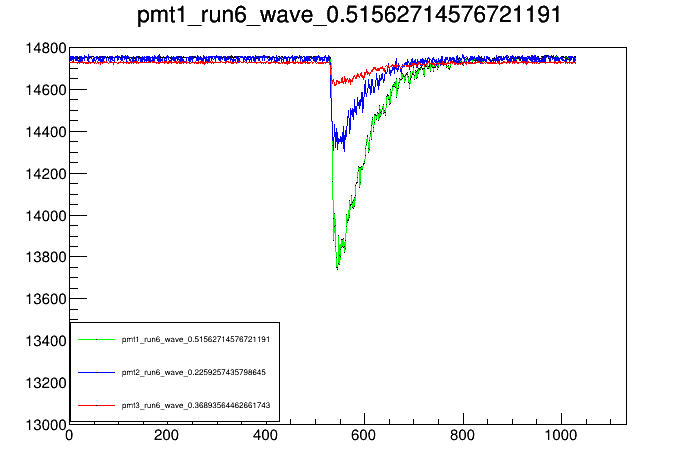 pmt1_run6_wave_0.51562714576721191
14800
14600
14400
14200
14000
13800
13600
13400
13200
13000
pmt1_run6_wave_0.51562714576721191
pmt2_run6_wave_0.2259257435798645
pmt3_run6_wave_0.36893564462661743
0 200 400 600 800 1000